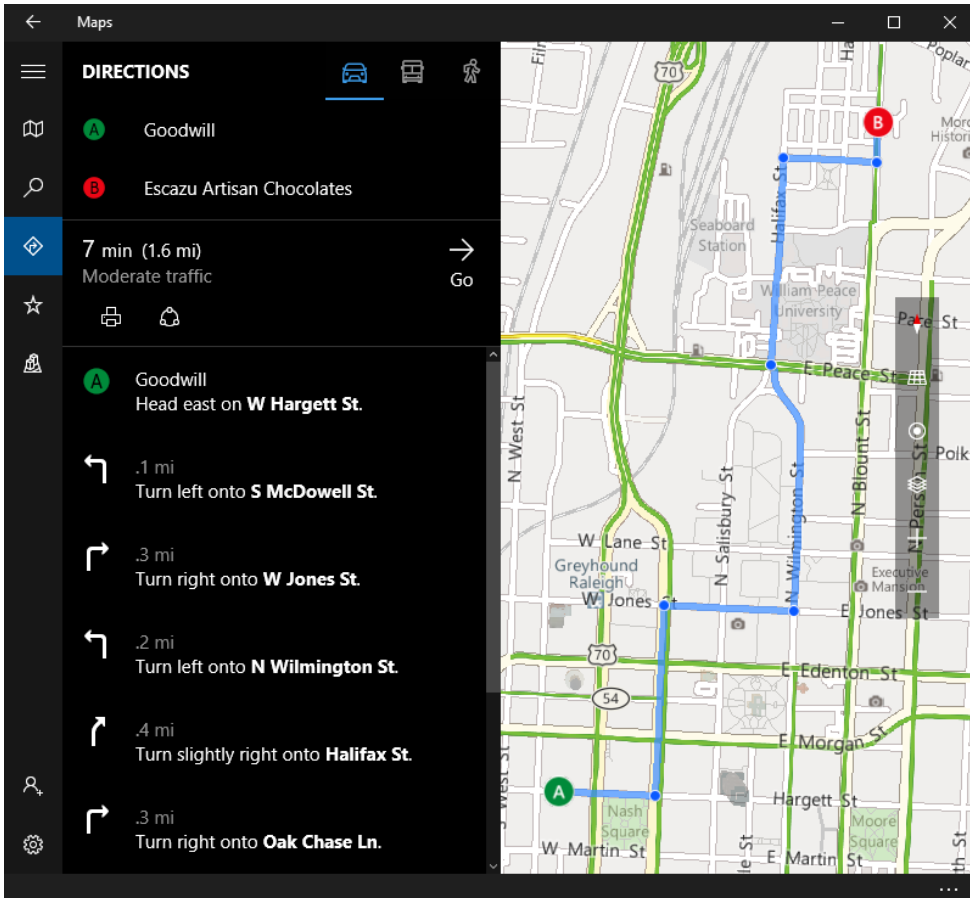 Maps
DIRECTIONS
A Goodwill
B Escazu Artisan Chocolates
7 min (1.6 mi)
Moderate traffic
Go
A Goodwill
Head east on W Hargett St.
.1 mi
Turn left onto S McDowell St.
.3 mi
Turn right onto W Jones St.
.2 mi
Turn left onto N Wilmington St.
.4 mi
Turn slightly right onto Halifax St.
.3 mi
Turn right onto Oak Chase Ln.
70
Poplar
B
Halifax St
Seaboard
Station
William Peace
University
E Peace St
N West St
N Salisbury St
N Wilmington St
N Blount St
N Person St
Polk
W Lane St
Greyhound
Raleigh
W Jones St
Executive
Mansion
E Jones St
70
54
E Edenton St
E Morgan St
S West St
A
Hargett St
Nash
Square
Moore
Square
W Martin St
E Martin St